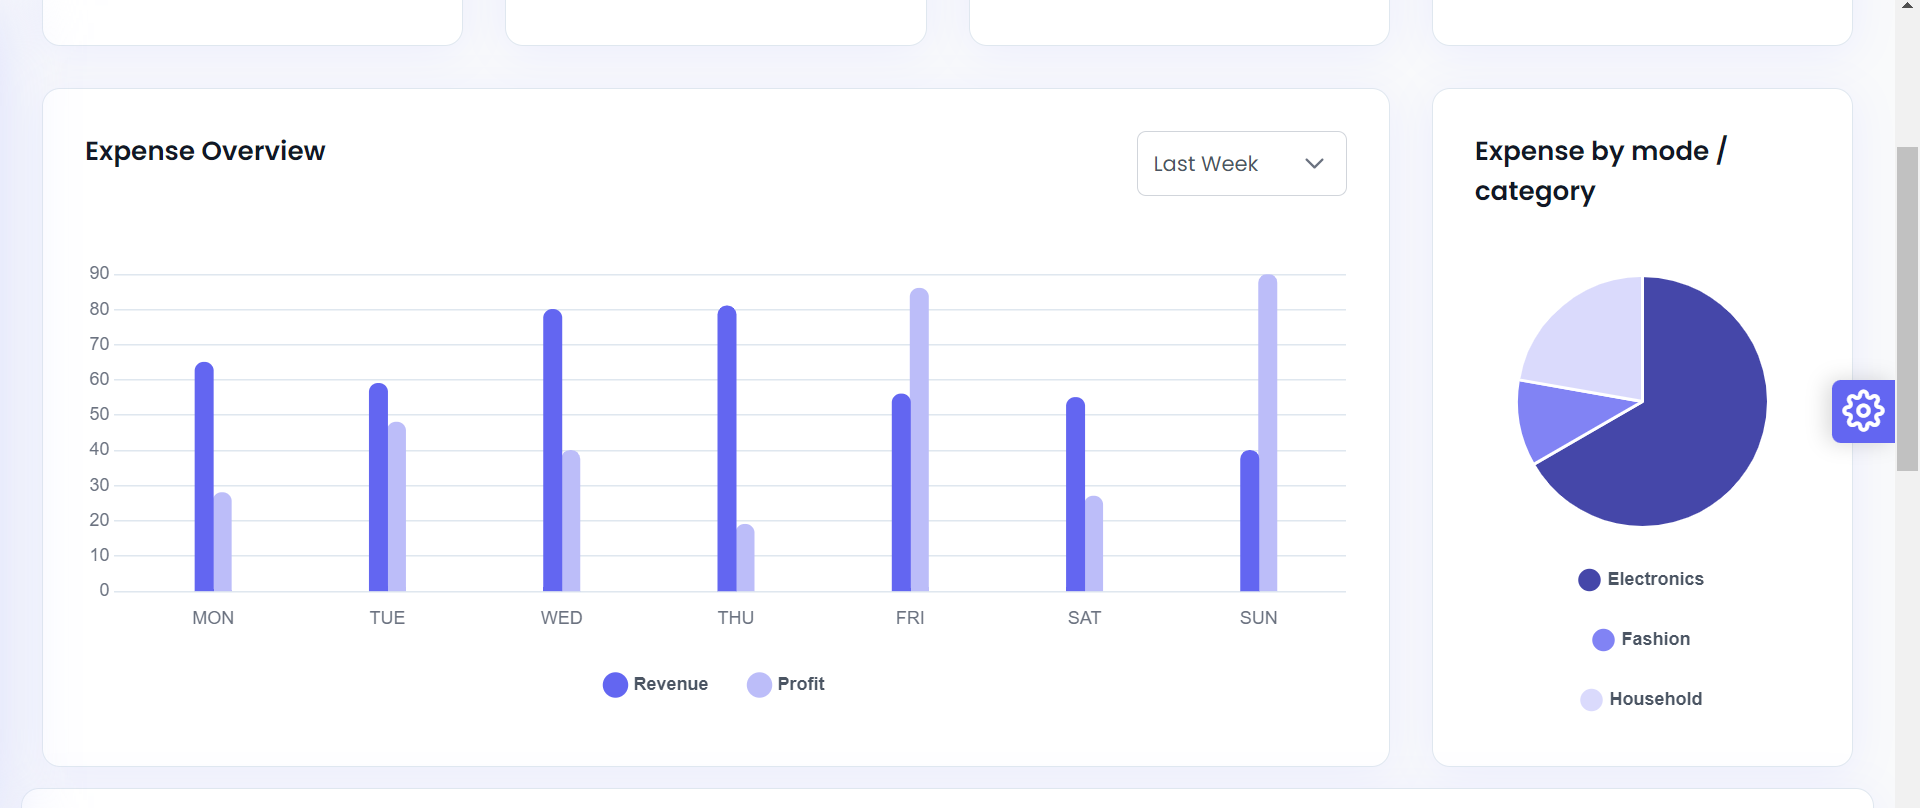 Expense Overview
Last Week
90
80
70
60
50
40
30
20
10
0
MON TUE WED THU FRI SAT SUN
Revenue Profit
Expense by mode /
category
Electronics
Fashion
Household